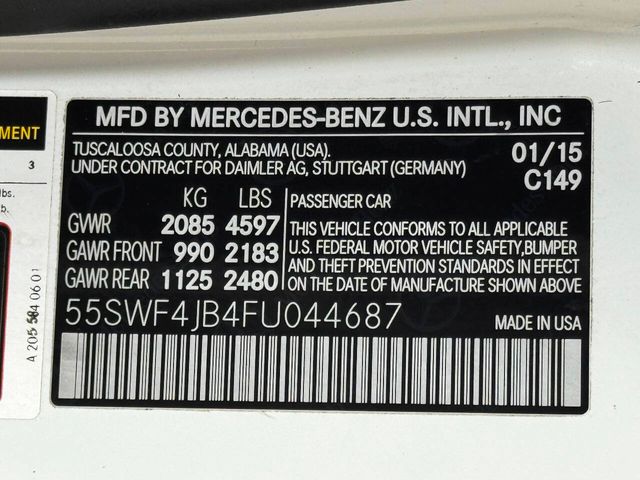 MFD BY MERCEDES-BENZ U.S. INTL., INC
TUSCALOOSA COUNTY, ALABAMA (USA).
UNDER CONTRACT FOR DAIMLER AG, STUTTGART (GERMANY)
01/15
C149
KG LBS
GVWR 2085 4597
GAWR FRONT 990 2183
GAWR REAR 1125 2480
PASSENGER CAR
THIS VEHICLE CONFORMS TO ALL APPLICABLE
U.S. FEDERAL MOTOR VEHICLE SAFETY,BUMPER
AND THEFT PREVENTION STANDARDS IN EFFECT
ON THE DATE OF MANUFACTURE SHOWN ABOVE
55SWF4JB4FU044687
MADE IN USW
MENT
3
lbs.
b.
A 205 584 06 01